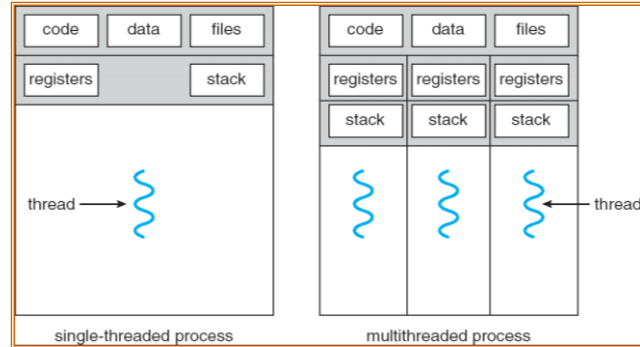 code data files code data files
registers stack registers registers registers
stack stack stack
thread thread
single-threaded process multithreaded process